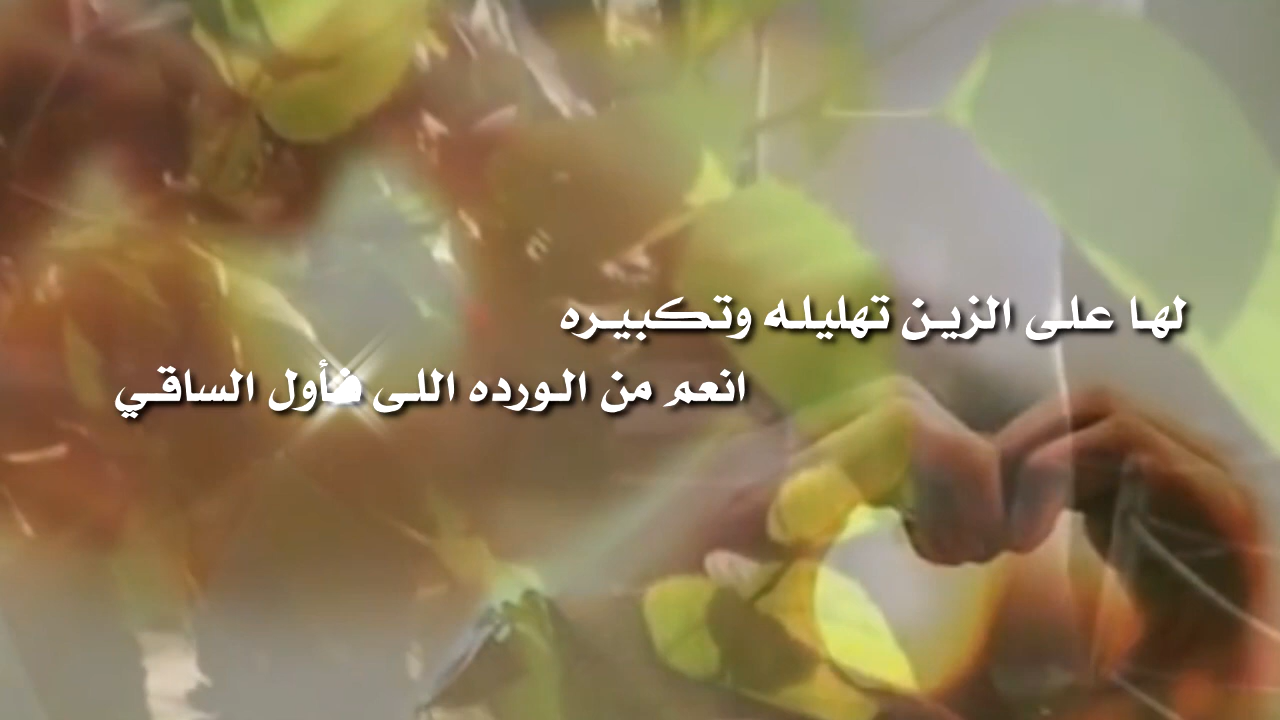 لها على الزين تهليله وتكبيره
انعم من الورده اللى فأول الساقي